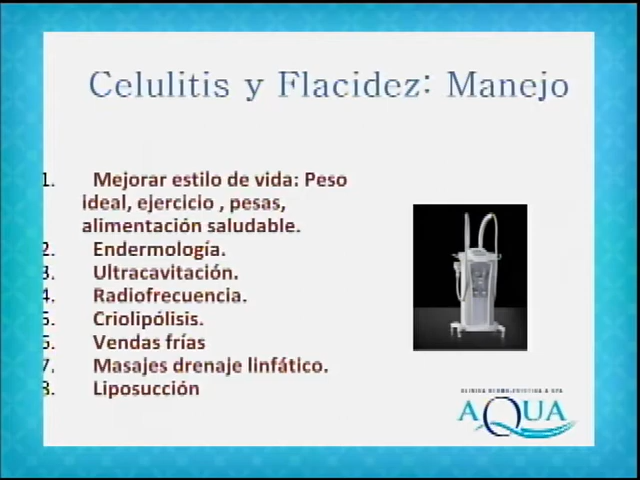 Celulitis y Flacidez: Manejo
1. Mejorar estilo de vida: Peso
ideal, ejercicio , pesas,
alimentación saludable.
2. Endermología.
3. Ultracavitación.
4. Radiofrecuencia.
5. Criolipólisis.
6. Vendas frías
7. Masajes drenaje linfático.
8. Liposucción
AQUA